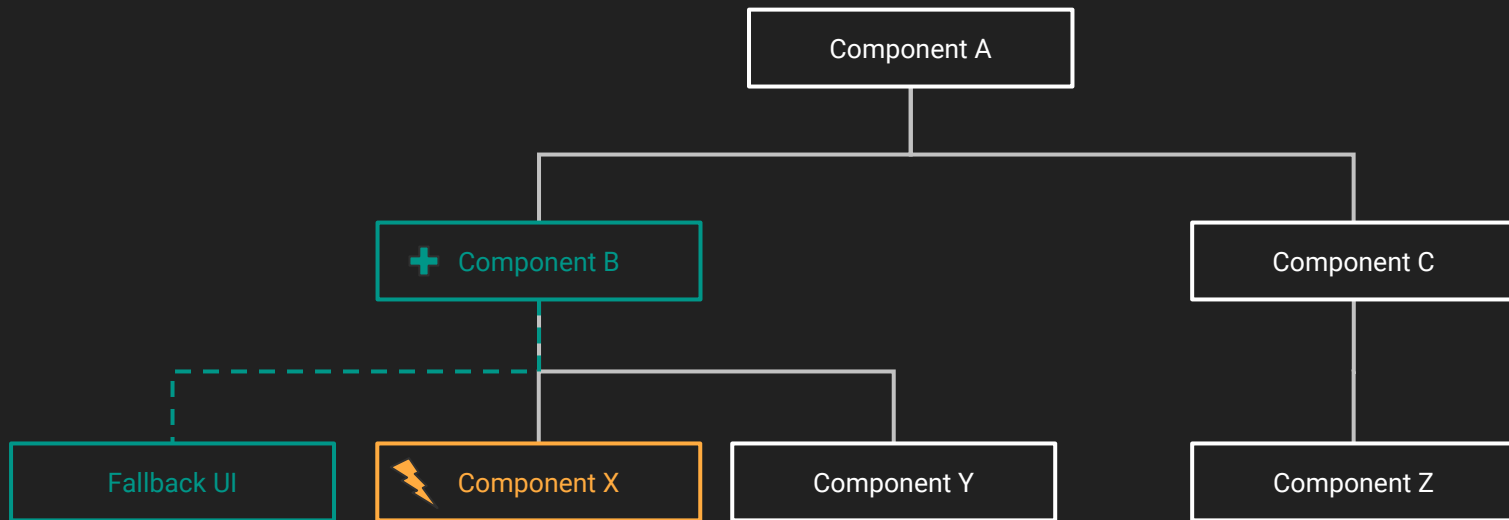 Component A
Component B
Component C
Fallback UI
Component X
Component Y
Component Z